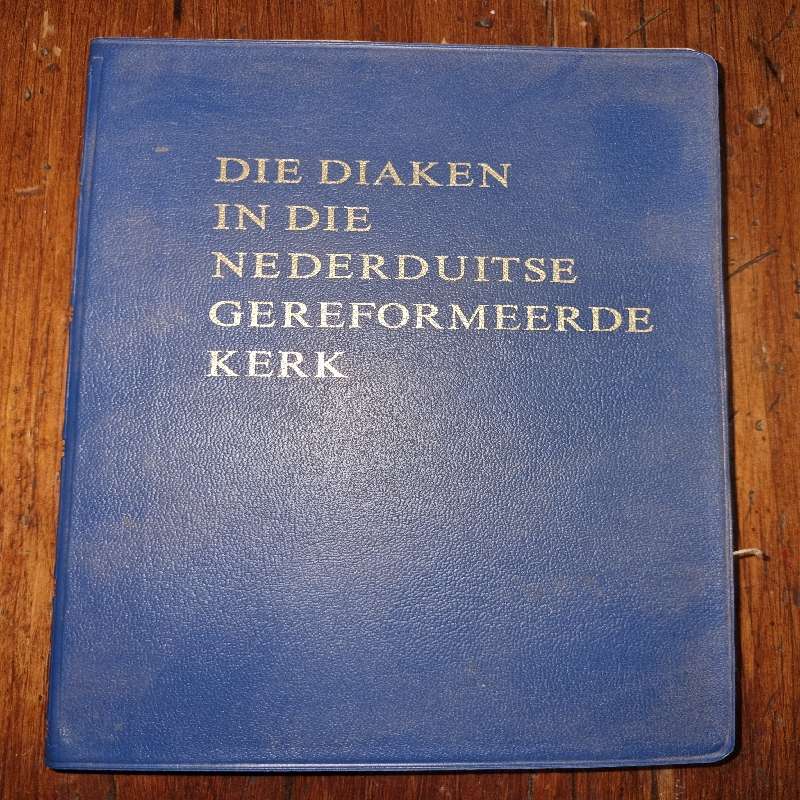 DIE DIAKEN
IN DIE
NEDERDUITSE
GEREFORMEERDE
KERK